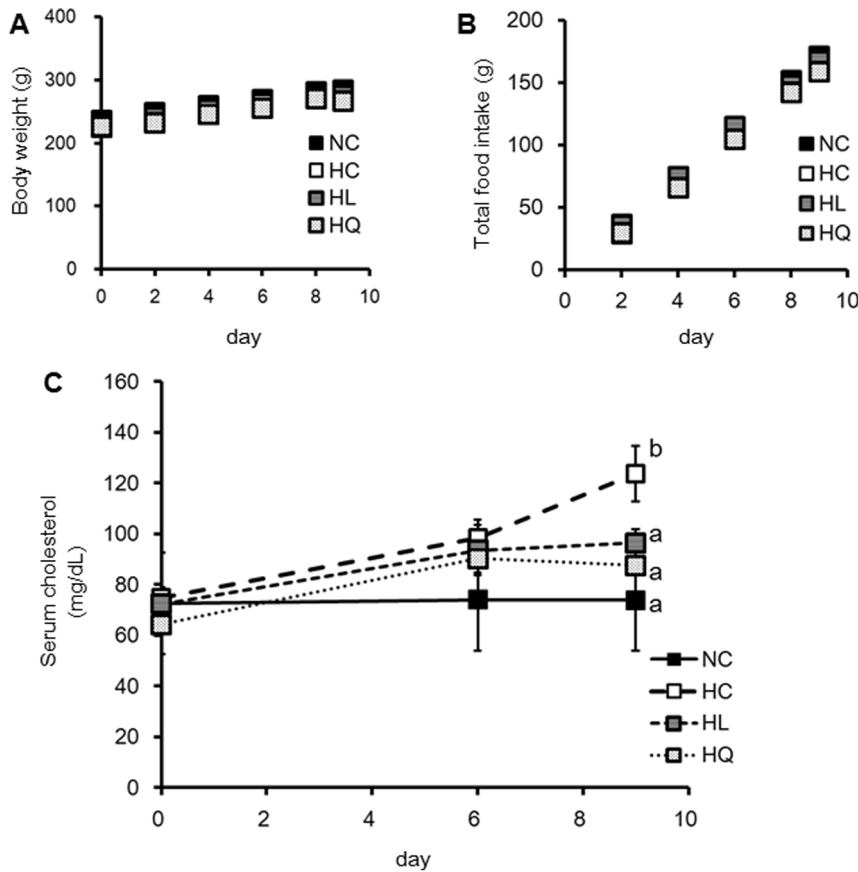 A
400
300
200
100
0
Body weight (g)
NC
HC
HL
HQ
0 2 4 6 8 10
day
B
200
150
100
50
0
Total food intake (g)
NC
HC
HL
HQ
0 2 4 6 8 10
day
C
160
140
120
100
80
60
40
20
0
Serum cholesterol
(mg/dL)
b
a
a
a
NC
HC
HL
HQ
0 2 4 6 8 10
day